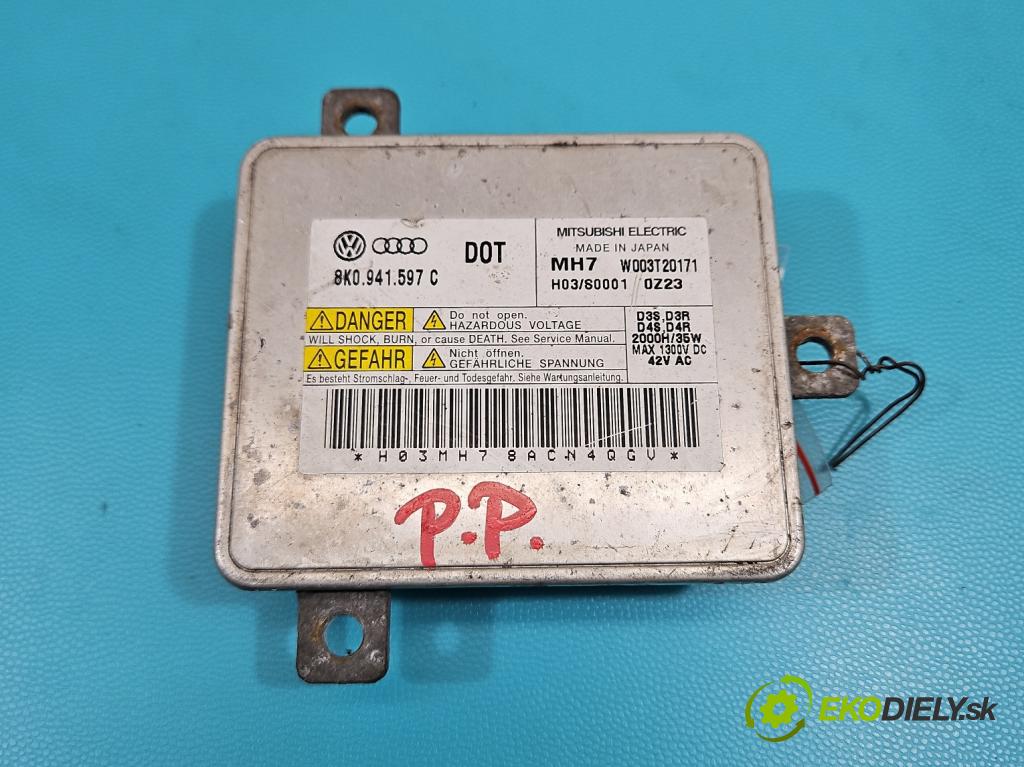 DOT
8K0.941.597 C
MITSUBISHI ELECTRIC
MADE IN JAPAN
MH7 W003T20171
H03/S0001 0Z23
DANGER Do not open.
HAZARDOUS VOLTAGE
WILL SHOCK, BURN, or cause DEATH. See Service Manual.
GEFAHR Nicht öffnen.
GEFÄHRLICHE SPANNUNG
Es besteht Stromschlag-, Feuer- und Todesgefahr. Siehe Wartungsanleitung.
D3S,D3R
D4S,D4R
2000H/35W
MAX 1300V DC
42V AC
*H03MH78ACN4QGV*
P.P.
EKODIELY.sk